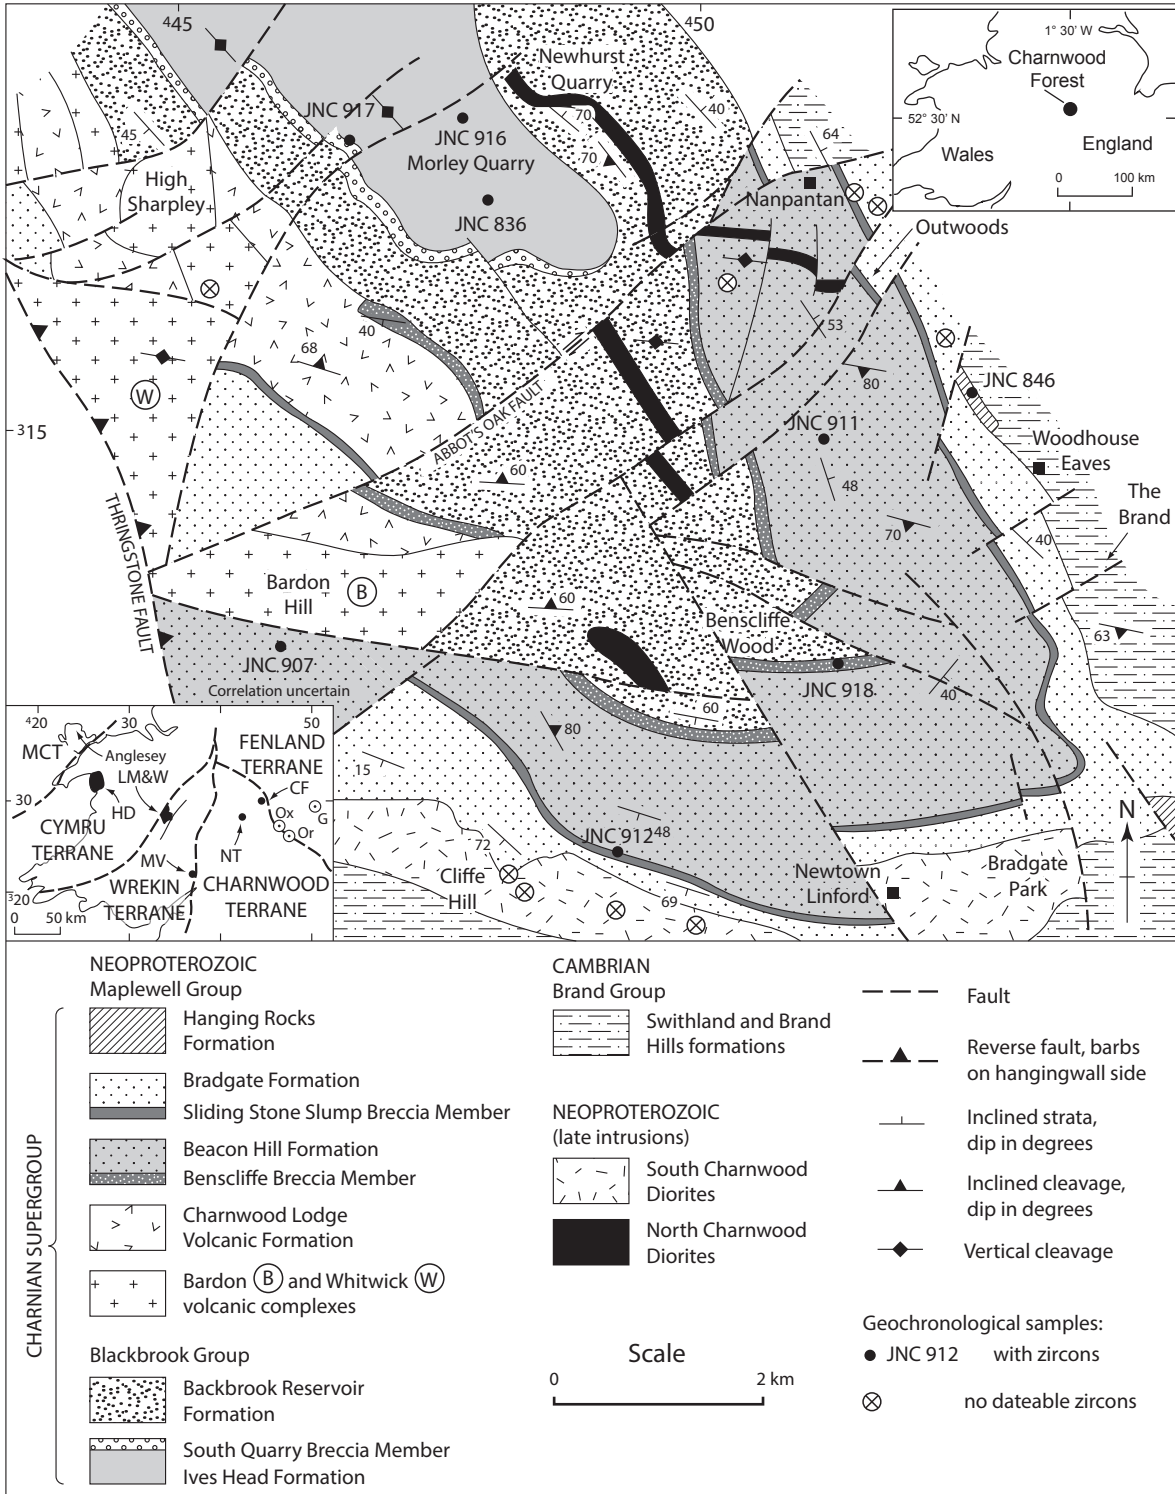 445
450
Newhurst
Quarry
40
JNC 917
70
64
45
JNC 916
Morley Quarry
70
High
Sharpley
Nanpantan
JNC 836
Outwoods
1° 30' W
Charnwood
Forest
52° 30' N
Wales
England
0 100 km
40
53
68
80
W
JNC 846
315
ABBOT'S OAK FAULT
JNC 911
Woodhouse
Eaves
60
48
The
Brand
THRINGSTONE FAULT
70
40
Bardon
Hill
B
60
Benscliffe
Wood
63
JNC 907
Correlation uncertain
JNC 918
40
60
80
15
JNC 912
48
72
Cliffe
Hill
69
Newtown
Linford
Bradgate
Park
N
420
30
50
MCT
Anglesey
FENLAND
TERRANE
LM&W
CF
30
HD
Ox
G
Or
CYMRU
TERRANE
NT
MV
WREKIN
TERRANE
CHARNWOOD
TERRANE
320
0 50 km
NEOPROTEROZOIC
Maplewell Group
Hanging Rocks
Formation
Bradgate Formation
Sliding Stone Slump Breccia Member
Beacon Hill Formation
Benscliffe Breccia Member
Charnwood Lodge
Volcanic Formation
Bardon B and Whitwick W
volcanic complexes
CHARNIAN SUPERGROUP
Blackbrook Group
Backbrook Reservoir
Formation
South Quarry Breccia Member
Ives Head Formation
CAMBRIAN
Brand Group
Swithland and Brand
Hills formations
NEOPROTEROZOIC
(late intrusions)
South Charnwood
Diorites
North Charnwood
Diorites
Scale
0 2 km
Fault
Reverse fault, barbs
on hangingwall side
Inclined strata,
dip in degrees
Inclined cleavage,
dip in degrees
Vertical cleavage
Geochronological samples:
JNC 912 with zircons
no dateable zircons